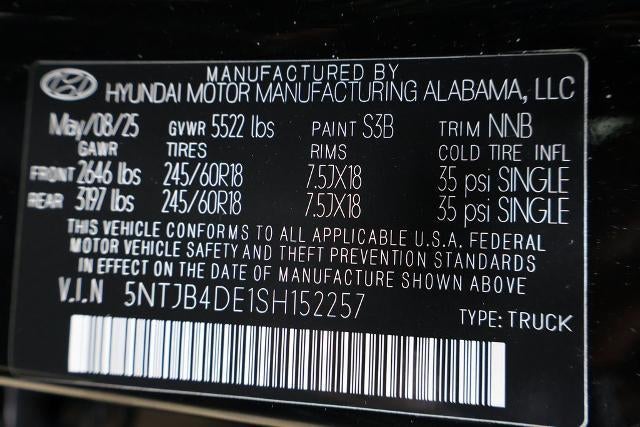 MANUFACTURED BY
HYUNDAI MOTOR MANUFACTURING ALABAMA, LLC
May/08/25 GVWR 5522 lbs PAINT S3B TRIM NNB
GAWR TIRES RIMS COLD TIRE INFL
FRONT 2646 lbs 245/60R18 7.5JX18 35 psi SINGLE
REAR 3197 lbs 245/60R18 7.5JX18 35 psi SINGLE
THIS VEHICLE CONFORMS TO ALL APPLICABLE U.S.A. FEDERAL
MOTOR VEHICLE SAFETY AND THEFT PREVENTION STANDARDS
IN EFFECT ON THE DATE OF MANUFACTURE SHOWN ABOVE
V.I.N 5NTJB4DE1SH152257
TYPE: TRUCK